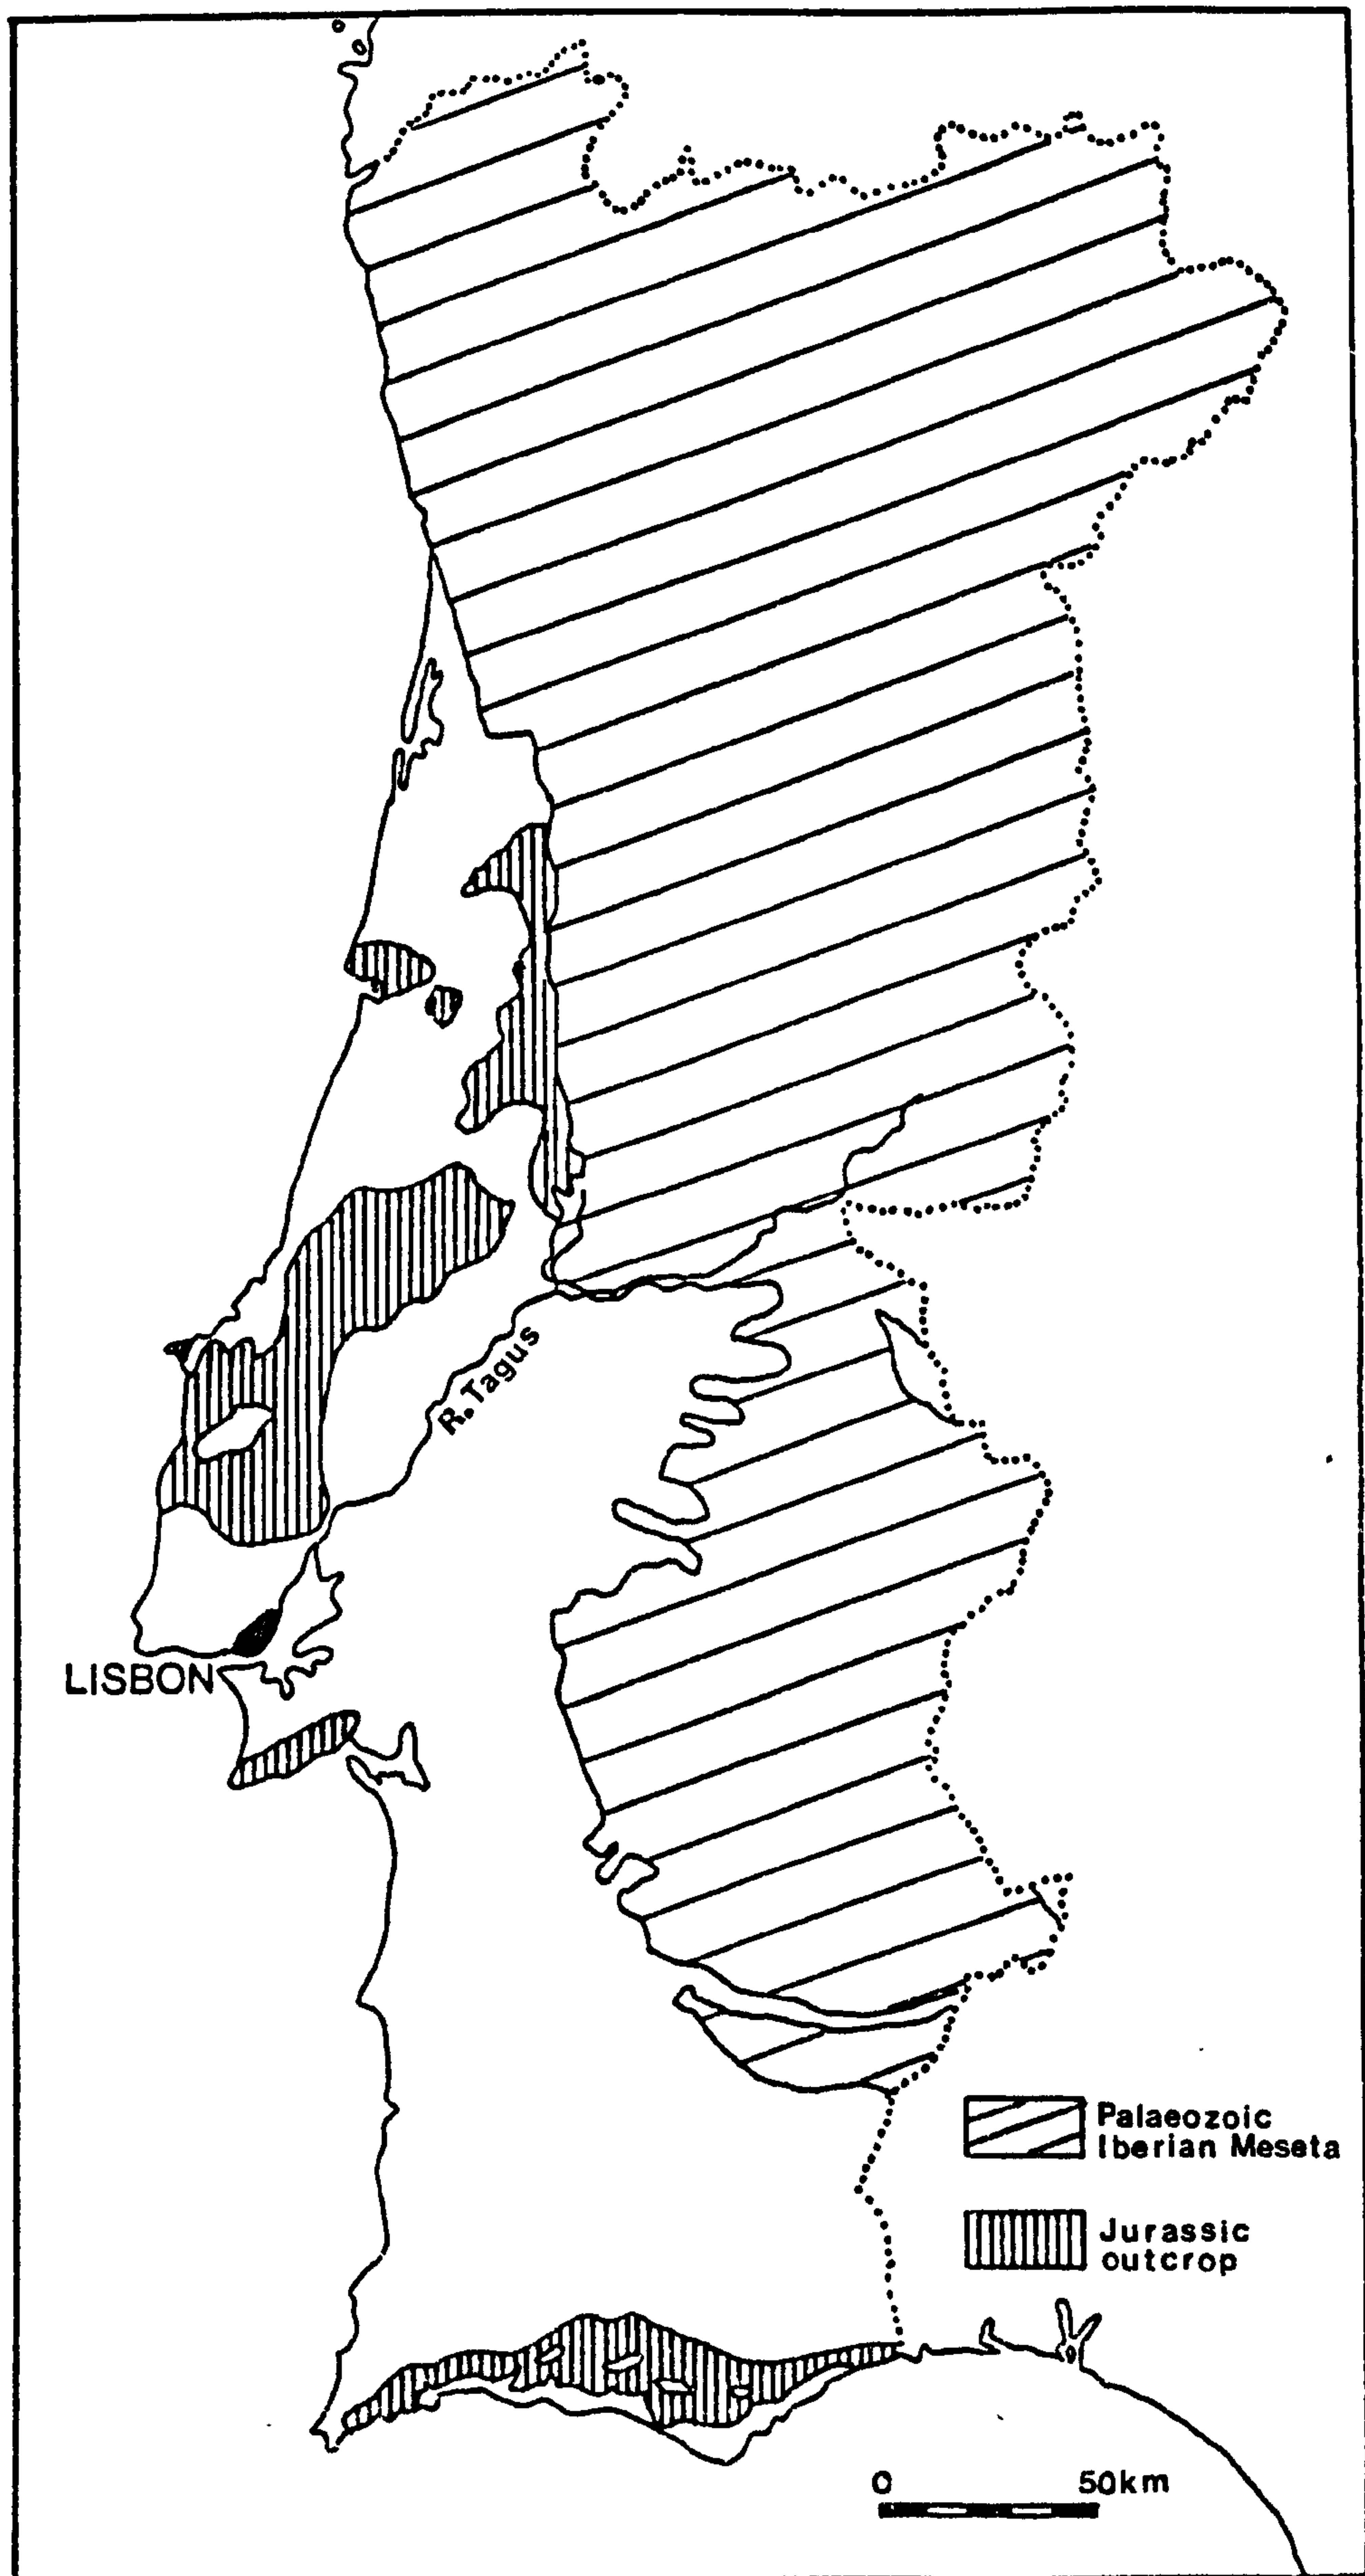 R. Tagus
LISBON
Palaeozoic
Iberian Meseta
Jurassic
outcrop
0 50km